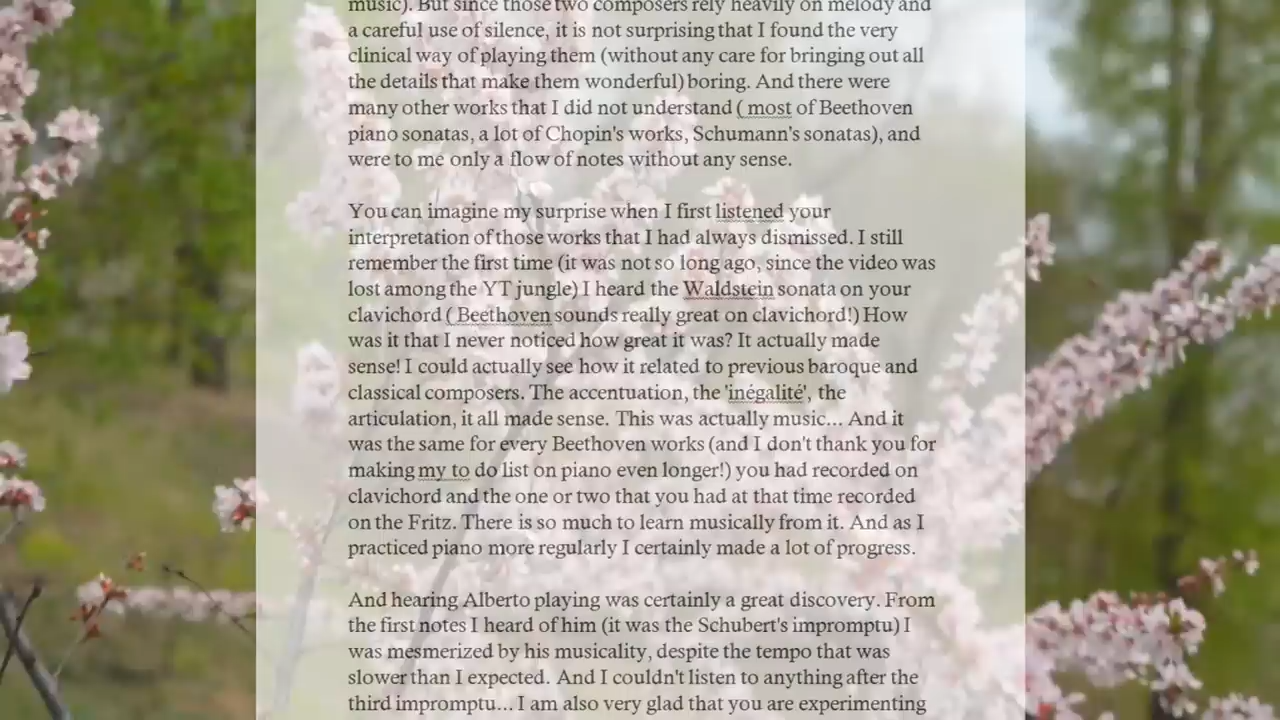 music). But since those two composers rely heavily on melody and
a careful use of silence, it is not surprising that I found the very
clinical way of playing them (without any care for bringing out all
the details that make them wonderful) boring. And there were
many other works that I did not understand ( most of Beethoven
piano sonatas, a lot of Chopin's works, Schumann's sonatas), and
were to me only a flow of notes without any sense.
You can imagine my surprise when I first listened your
interpretation of those works that I had always dismissed. I still
remember the first time (it was not so long ago, since the video was
lost among the YT jungle) I heard the Waldstein sonata on your
clavichord ( Beethoven sounds really great on clavichord!) How
was it that I never noticed how great it was? It actually made
sense! I could actually see how it related to previous baroque and
classical composers. The accentuation, the 'inégalité', the
articulation, it all made sense. This was actually music... And it
was the same for every Beethoven works (and I don't thank you for
making my to do list on piano even longer!) you had recorded on
clavichord and the one or two that you had at that time recorded
on the Fritz. There is so much to learn musically from it. And as I
practiced piano more regularly I certainly made a lot of progress.
And hearing Alberto playing was certainly a great discovery. From
the first notes I heard of him (it was the Schubert's impromptu) I
was mesmerized by his musicality, despite the tempo that was
slower than I expected. And I couldn't listen to anything after the
third impromptu... I am also very glad that you are experimenting